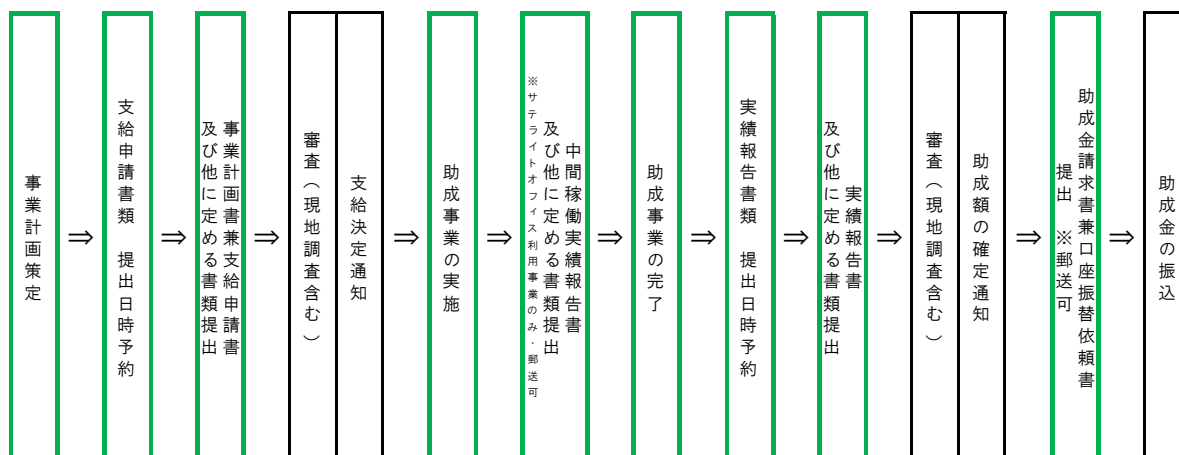 事業計画策定
⇒
支給申請書類 提出日時予約
⇒
事業計画書兼支給申請書
及び他に定める書類提出
⇒
審査（現地調査含む）
支給決定通知
⇒
助成事業の実施
⇒
中間稼働実績報告書
及び他に定める書類提出
※サテライトオフィス利用事業のみ・郵送可
⇒
助成事業の完了
⇒
実績報告書類 提出日時予約
⇒
実績報告書
及び他に定める書類提出
⇒
審査（現地調査含む）
助成額の確定通知
⇒
助成金請求書兼口座振替依頼書
提出 ※郵送可
⇒
助成金の振込